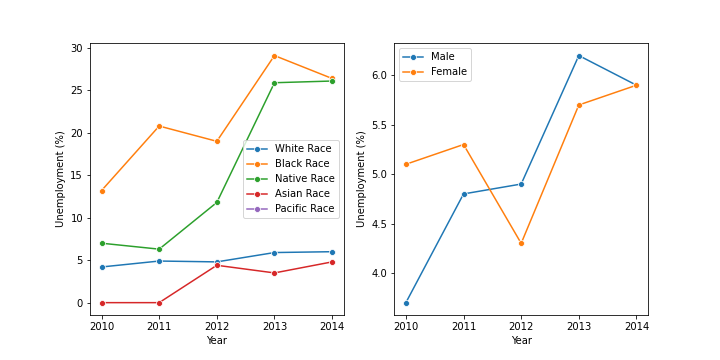 30
25
20
15
10
5
0
Unemployment (%)
White Race
Black Race
Native Race
Asian Race
Pacific Race
2010 2011 2012 2013 2014
Year
Male
Female
6.0
5.5
5.0
4.5
4.0
Unemployment (%)
2010 2011 2012 2013 2014
Year